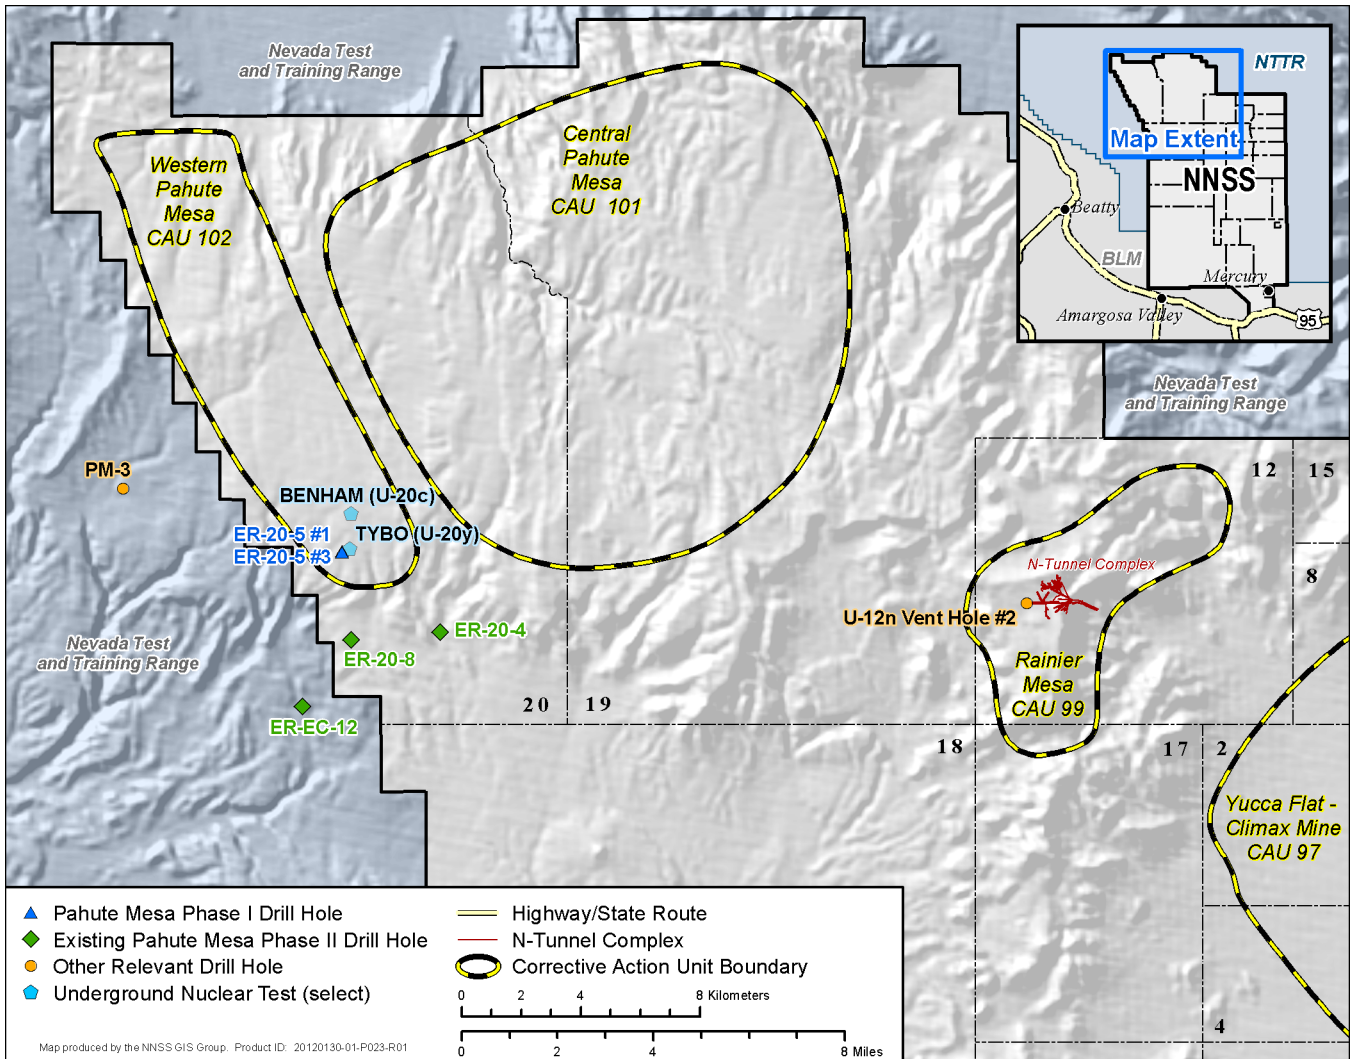 Nevada Test
and Training Range
Western
Pahute
Mesa
CAU 102
Central
Pahute
Mesa
CAU 101
NTTR
Map Extent
NNSS
Beatty
BLM
Mercury
Amargosa Valley
95
Nevada Test
and Training Range
PM-3
BENHAM (U-20c)
ER-20-5 #1
TYBO (U-20y)
ER-20-5 #3
12
15
8
N-Tunnel Complex
U-12n Vent Hole #2
ER-20-4
ER-20-8
Nevada Test
and Training Range
Rainier
Mesa
CAU 99
ER-EC-12
20
19
18
17
2
Yucca Flat -
Climax Mine
CAU 97
4
Pahute Mesa Phase I Drill Hole
Existing Pahute Mesa Phase II Drill Hole
Other Relevant Drill Hole
Underground Nuclear Test (select)
Highway/State Route
N-Tunnel Complex
Corrective Action Unit Boundary
0 2 4 8 Kilometers
0 2 4 8 Miles
Map produced by the NNSS GIS Group. Product ID: 20120130-01-P023-R01